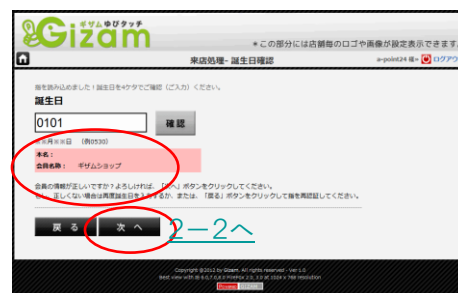 ギザムゆびタッチ
Gizam
*この部分には店舗毎のロゴや画像が設定表示できます。
来店処理- 誕生日確認
a-point24 様» ログアウ
指を読み込めました!誕生日を4ケタでご確認(ご入力)ください。
誕生日
0101
確認
※※月※※日 (例0530)
本名:
会員名称: ギザムショップ
会員の情報が正しいですか?よろしければ、「次へ」ボタンをクリックしてください。
もし、正しくない場合は再度誕生日を入力するか、または、「戻る」ボタンをクリックして指を再認証してください。
戻 る
次 へ
2-2へ
Copyright @2012 by Gizam. All rights reserved - Ver 1.0